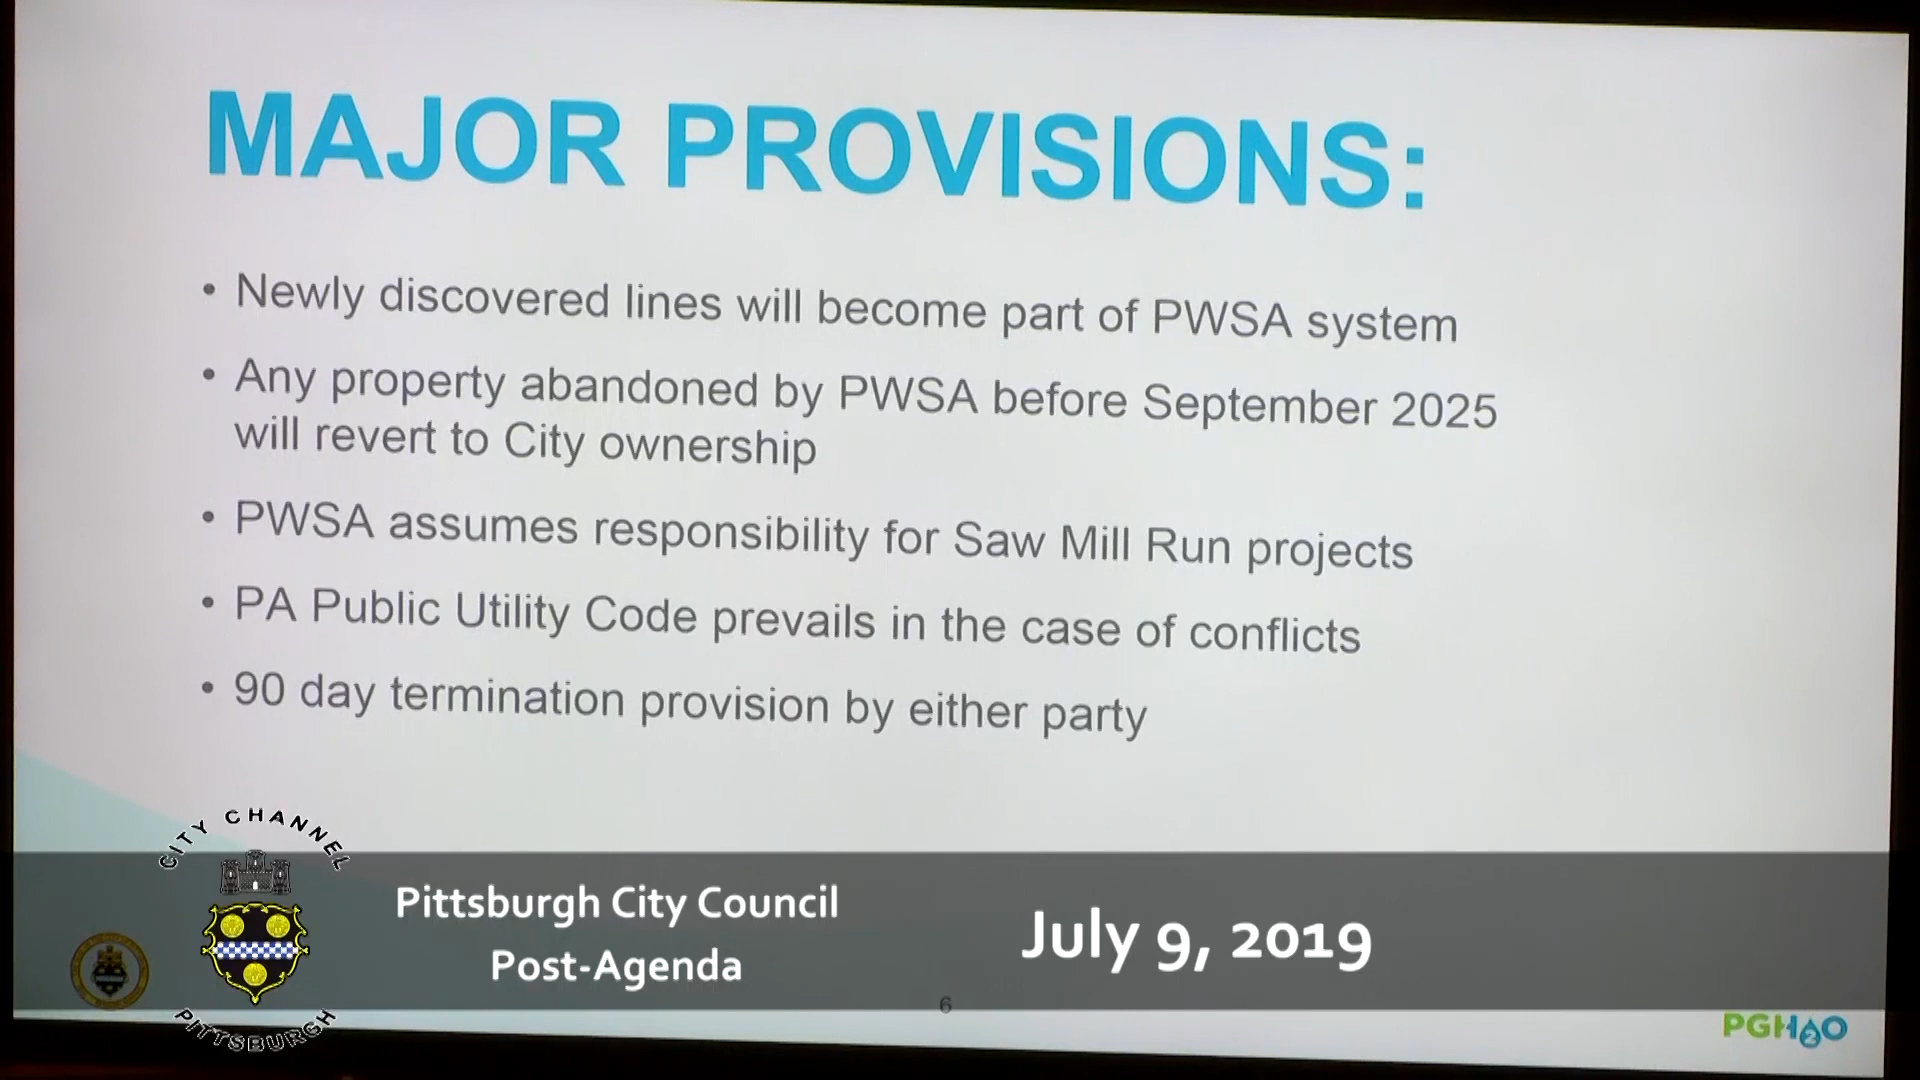 MAJOR PROVISIONS:
• Newly discovered lines will become part of PWSA system
• Any property abandoned by PWSA before September 2025
will revert to City ownership
• PWSA assumes responsibility for Saw Mill Run projects
• PA Public Utility Code prevails in the case of conflicts
• 90 day termination provision by either party
CITY CHANNEL
PITTSBURGH
Pittsburgh City Council
Post-Agenda
July 9, 2019
6
PGH2O